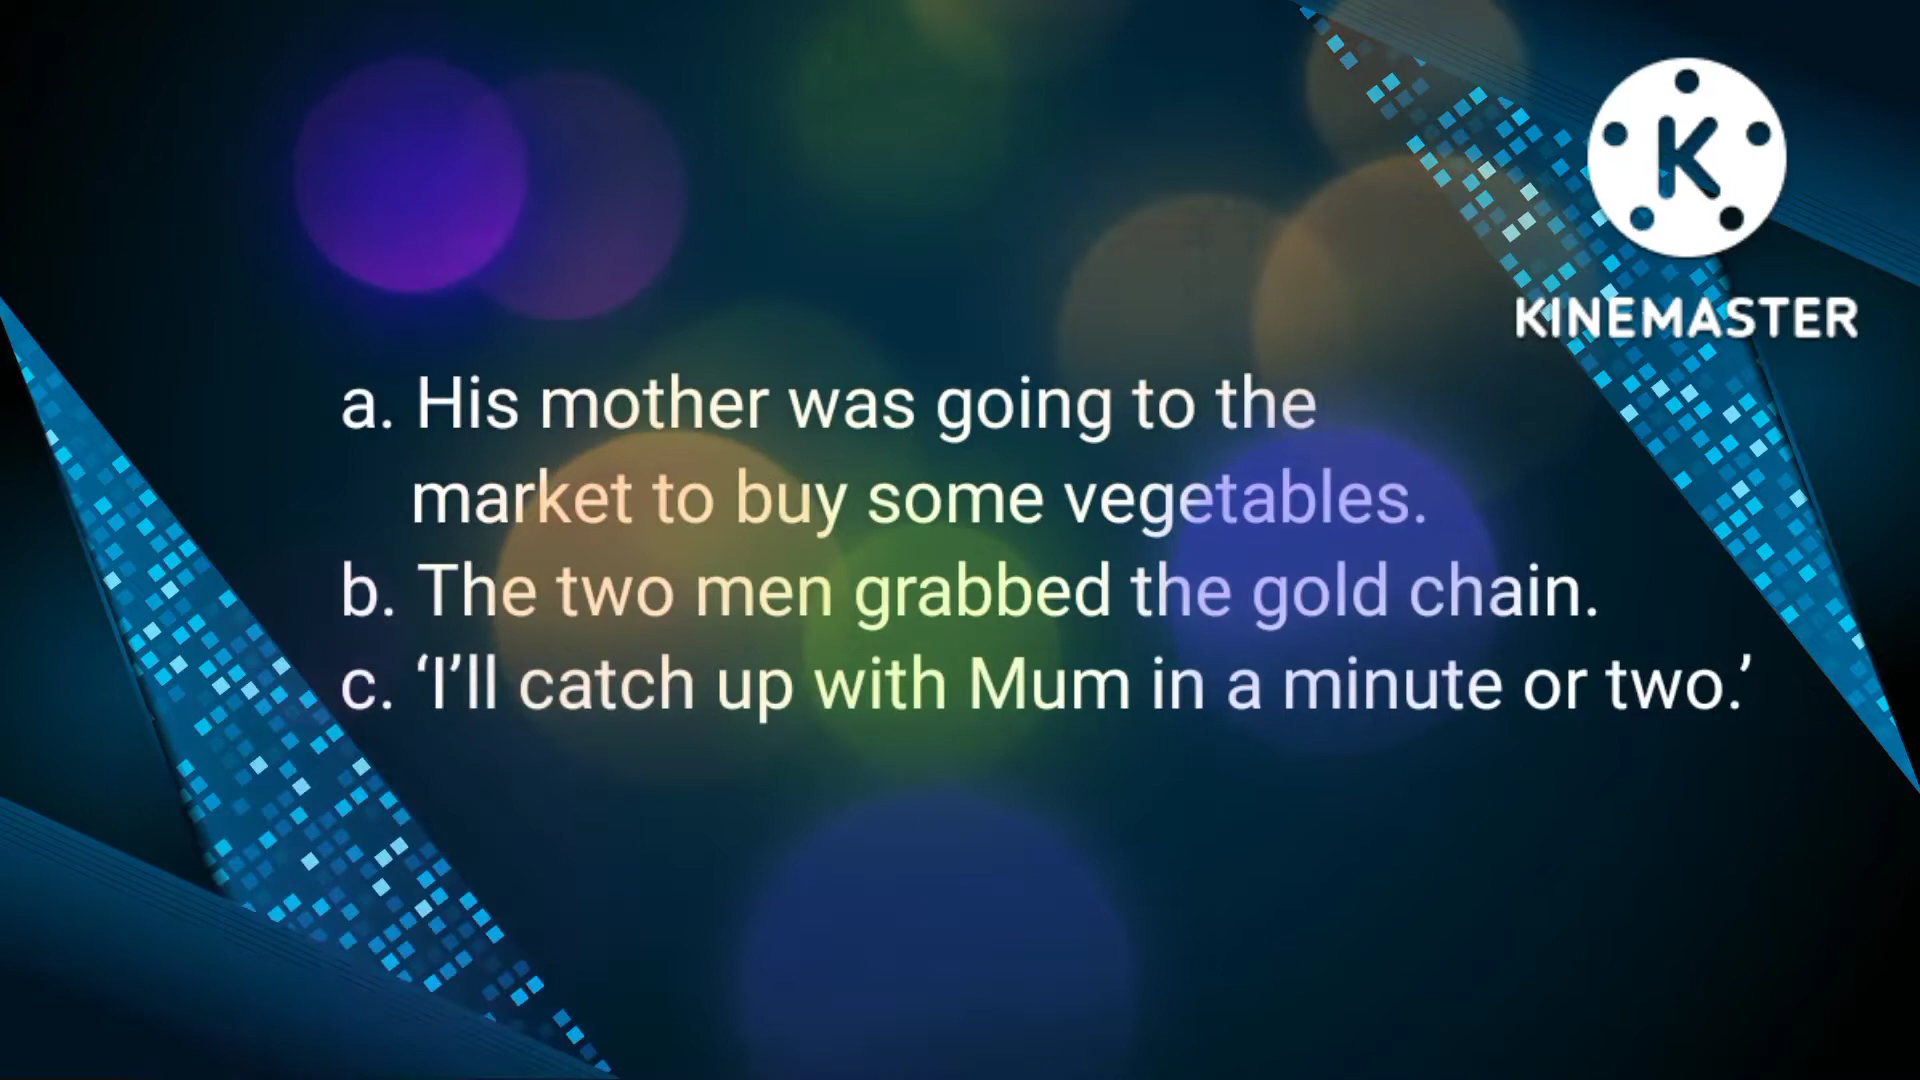 KINEMASTER
a. His mother was going to the
market to buy some vegetables.
b. The two men grabbed the gold chain.
c. ‘I’ll catch up with Mum in a minute or two.’